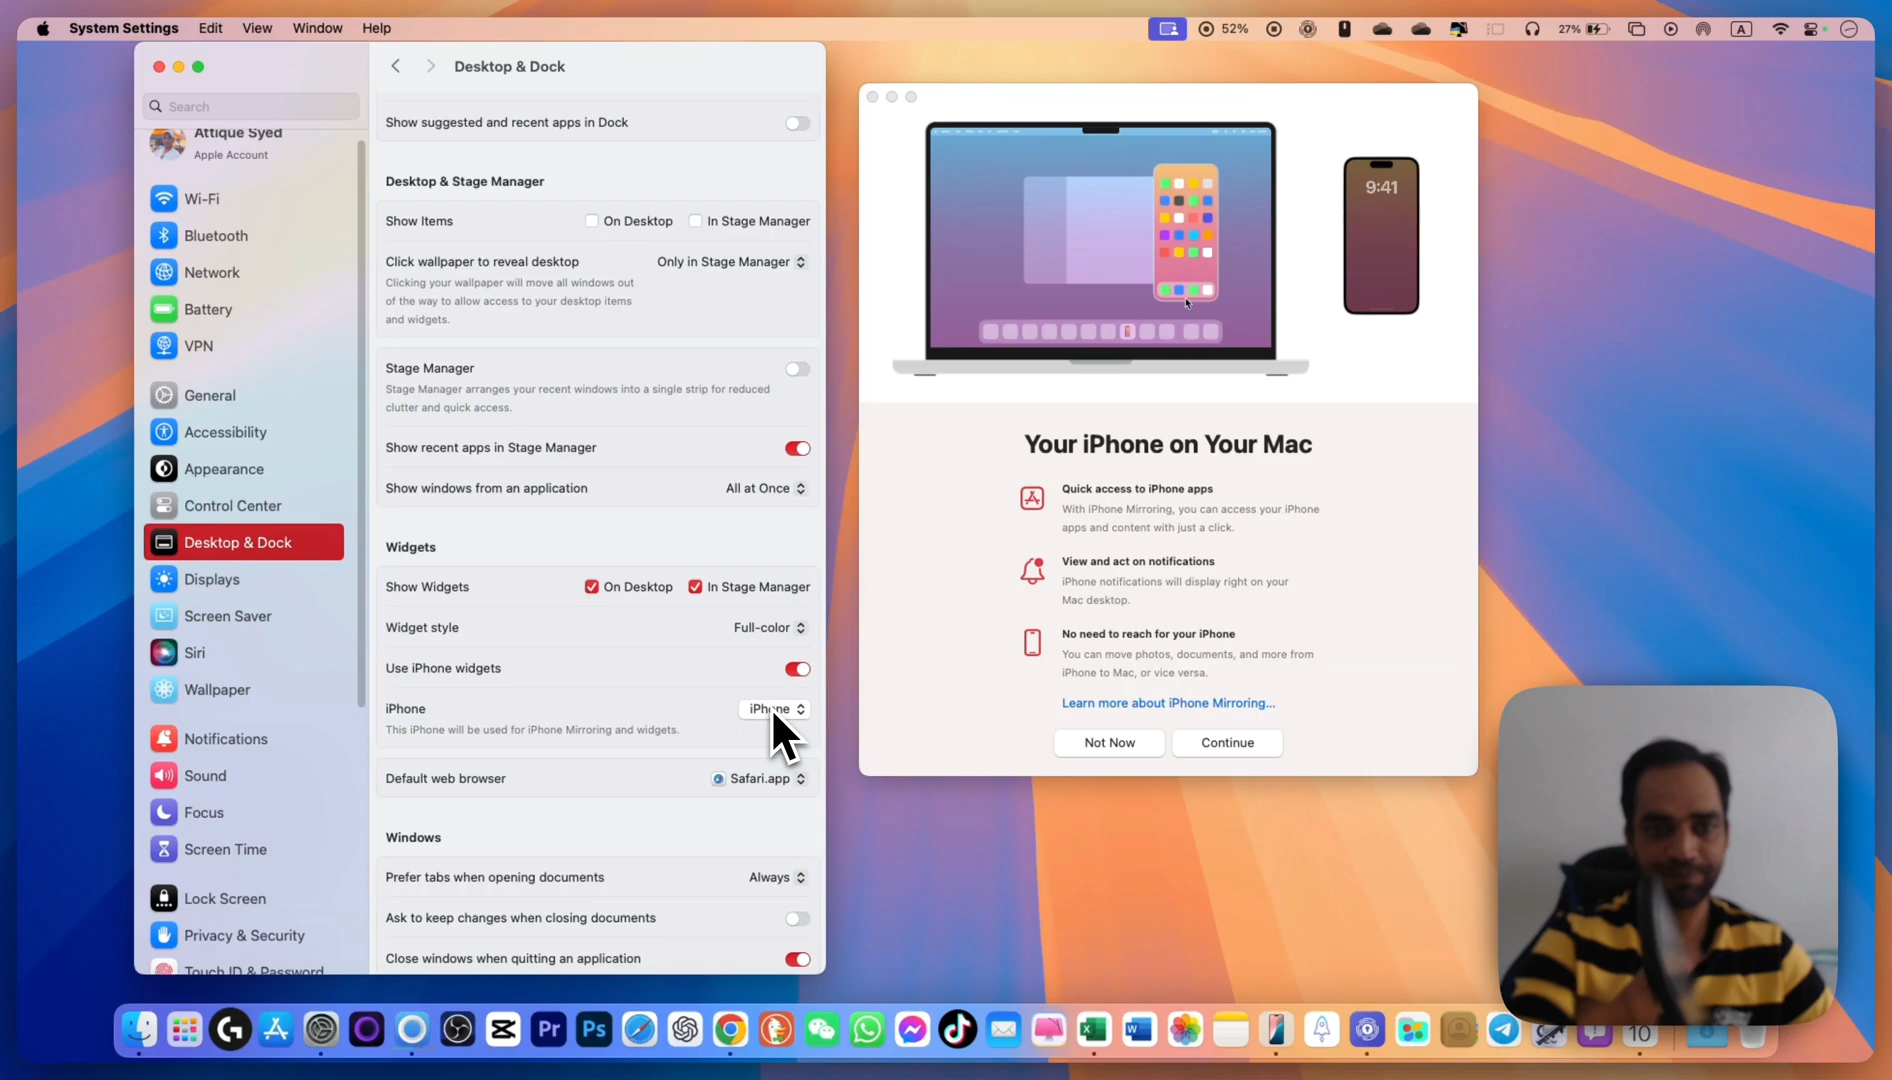 System Settings Edit View Window Help
52%
27%
A
Search
Attique Syed
Apple Account
Wi-Fi
Bluetooth
Network
Battery
VPN
General
Accessibility
Appearance
Control Center
Desktop & Dock
Displays
Screen Saver
Siri
Wallpaper
Notifications
Sound
Focus
Screen Time
Lock Screen
Privacy & Security
Touch ID & Password
Desktop & Dock
Show suggested and recent apps in Dock
Desktop & Stage Manager
Show Items On Desktop In Stage Manager
Click wallpaper to reveal desktop Only in Stage Manager
Clicking your wallpaper will move all windows out
of the way to allow access to your desktop items
and widgets.
Stage Manager
Stage Manager arranges your recent windows into a single strip for reduced
clutter and quick access.
Show recent apps in Stage Manager
Show windows from an application All at Once
Widgets
Show Widgets On Desktop In Stage Manager
Widget style Full-color
Use iPhone widgets
iPhone iPhone
This iPhone will be used for iPhone Mirroring and widgets.
Default web browser Safari.app
Windows
Prefer tabs when opening documents Always
Ask to keep changes when closing documents
Close windows when quitting an application
9:41
Your iPhone on Your Mac
Quick access to iPhone apps
With iPhone Mirroring, you can access your iPhone
apps and content with just a click.
View and act on notifications
iPhone notifications will display right on your
Mac desktop.
No need to reach for your iPhone
You can move photos, documents, and more from
iPhone to Mac, or vice versa.
Learn more about iPhone Mirroring...
Not Now Continue
Pr Ps
10